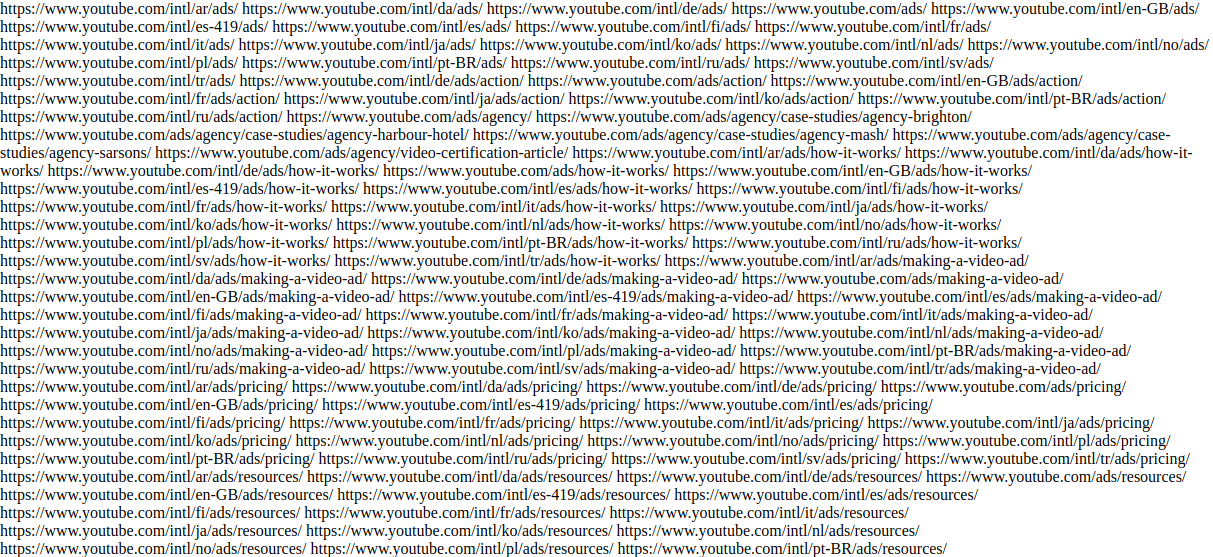 https://www.youtube.com/intl/ar/ads/ https://www.youtube.com/intl/da/ads/ https://www.youtube.com/intl/de/ads/ https://www.youtube.com/ads/ https://www.youtube.com/intl/en-GB/ads/
https://www.youtube.com/intl/es-419/ads/ https://www.youtube.com/intl/es/ads/ https://www.youtube.com/intl/fi/ads/ https://www.youtube.com/intl/fr/ads/
https://www.youtube.com/intl/it/ads/ https://www.youtube.com/intl/ja/ads/ https://www.youtube.com/intl/ko/ads/ https://www.youtube.com/intl/nl/ads/ https://www.youtube.com/intl/no/ads/
https://www.youtube.com/intl/pl/ads/ https://www.youtube.com/intl/pt-BR/ads/ https://www.youtube.com/intl/ru/ads/ https://www.youtube.com/intl/sv/ads/
https://www.youtube.com/intl/tr/ads/ https://www.youtube.com/intl/de/ads/action/ https://www.youtube.com/ads/action/ https://www.youtube.com/intl/en-GB/ads/action/
https://www.youtube.com/intl/fr/ads/action/ https://www.youtube.com/intl/ja/ads/action/ https://www.youtube.com/intl/ko/ads/action/ https://www.youtube.com/intl/pt-BR/ads/action/
https://www.youtube.com/intl/ru/ads/action/ https://www.youtube.com/ads/agency/ https://www.youtube.com/ads/agency/case-studies/agency-brighton/
https://www.youtube.com/ads/agency/case-studies/agency-harbour-hotel/ https://www.youtube.com/ads/agency/case-studies/agency-mash/ https://www.youtube.com/ads/agency/case-
studies/agency-sarsons/ https://www.youtube.com/ads/agency/video-certification-article/ https://www.youtube.com/intl/ar/ads/how-it-works/ https://www.youtube.com/intl/da/ads/how-it-
works/ https://www.youtube.com/intl/de/ads/how-it-works/ https://www.youtube.com/ads/how-it-works/ https://www.youtube.com/intl/en-GB/ads/how-it-works/
https://www.youtube.com/intl/es-419/ads/how-it-works/ https://www.youtube.com/intl/es/ads/how-it-works/ https://www.youtube.com/intl/fi/ads/how-it-works/
https://www.youtube.com/intl/fr/ads/how-it-works/ https://www.youtube.com/intl/it/ads/how-it-works/ https://www.youtube.com/intl/ja/ads/how-it-works/
https://www.youtube.com/intl/ko/ads/how-it-works/ https://www.youtube.com/intl/nl/ads/how-it-works/ https://www.youtube.com/intl/no/ads/how-it-works/
https://www.youtube.com/intl/pl/ads/how-it-works/ https://www.youtube.com/intl/pt-BR/ads/how-it-works/ https://www.youtube.com/intl/ru/ads/how-it-works/
https://www.youtube.com/intl/sv/ads/how-it-works/ https://www.youtube.com/intl/tr/ads/how-it-works/ https://www.youtube.com/intl/ar/ads/making-a-video-ad/
https://www.youtube.com/intl/da/ads/making-a-video-ad/ https://www.youtube.com/intl/de/ads/making-a-video-ad/ https://www.youtube.com/ads/making-a-video-ad/
https://www.youtube.com/intl/en-GB/ads/making-a-video-ad/ https://www.youtube.com/intl/es-419/ads/making-a-video-ad/ https://www.youtube.com/intl/es/ads/making-a-video-ad/
https://www.youtube.com/intl/fi/ads/making-a-video-ad/ https://www.youtube.com/intl/fr/ads/making-a-video-ad/ https://www.youtube.com/intl/it/ads/making-a-video-ad/
https://www.youtube.com/intl/ja/ads/making-a-video-ad/ https://www.youtube.com/intl/ko/ads/making-a-video-ad/ https://www.youtube.com/intl/nl/ads/making-a-video-ad/
https://www.youtube.com/intl/no/ads/making-a-video-ad/ https://www.youtube.com/intl/pl/ads/making-a-video-ad/ https://www.youtube.com/intl/pt-BR/ads/making-a-video-ad/
https://www.youtube.com/intl/ru/ads/making-a-video-ad/ https://www.youtube.com/intl/sv/ads/making-a-video-ad/ https://www.youtube.com/intl/tr/ads/making-a-video-ad/
https://www.youtube.com/intl/ar/ads/pricing/ https://www.youtube.com/intl/da/ads/pricing/ https://www.youtube.com/intl/de/ads/pricing/ https://www.youtube.com/ads/pricing/
https://www.youtube.com/intl/en-GB/ads/pricing/ https://www.youtube.com/intl/es-419/ads/pricing/ https://www.youtube.com/intl/es/ads/pricing/
https://www.youtube.com/intl/fi/ads/pricing/ https://www.youtube.com/intl/fr/ads/pricing/ https://www.youtube.com/intl/it/ads/pricing/ https://www.youtube.com/intl/ja/ads/pricing/
https://www.youtube.com/intl/ko/ads/pricing/ https://www.youtube.com/intl/nl/ads/pricing/ https://www.youtube.com/intl/no/ads/pricing/ https://www.youtube.com/intl/pl/ads/pricing/
https://www.youtube.com/intl/pt-BR/ads/pricing/ https://www.youtube.com/intl/ru/ads/pricing/ https://www.youtube.com/intl/sv/ads/pricing/ https://www.youtube.com/intl/tr/ads/pricing/
https://www.youtube.com/intl/ar/ads/resources/ https://www.youtube.com/intl/da/ads/resources/ https://www.youtube.com/intl/de/ads/resources/ https://www.youtube.com/ads/resources/
https://www.youtube.com/intl/en-GB/ads/resources/ https://www.youtube.com/intl/es-419/ads/resources/ https://www.youtube.com/intl/es/ads/resources/
https://www.youtube.com/intl/fi/ads/resources/ https://www.youtube.com/intl/fr/ads/resources/ https://www.youtube.com/intl/it/ads/resources/
https://www.youtube.com/intl/ja/ads/resources/ https://www.youtube.com/intl/ko/ads/resources/ https://www.youtube.com/intl/nl/ads/resources/
https://www.youtube.com/intl/no/ads/resources/ https://www.youtube.com/intl/pl/ads/resources/ https://www.youtube.com/intl/pt-BR/ads/resources/